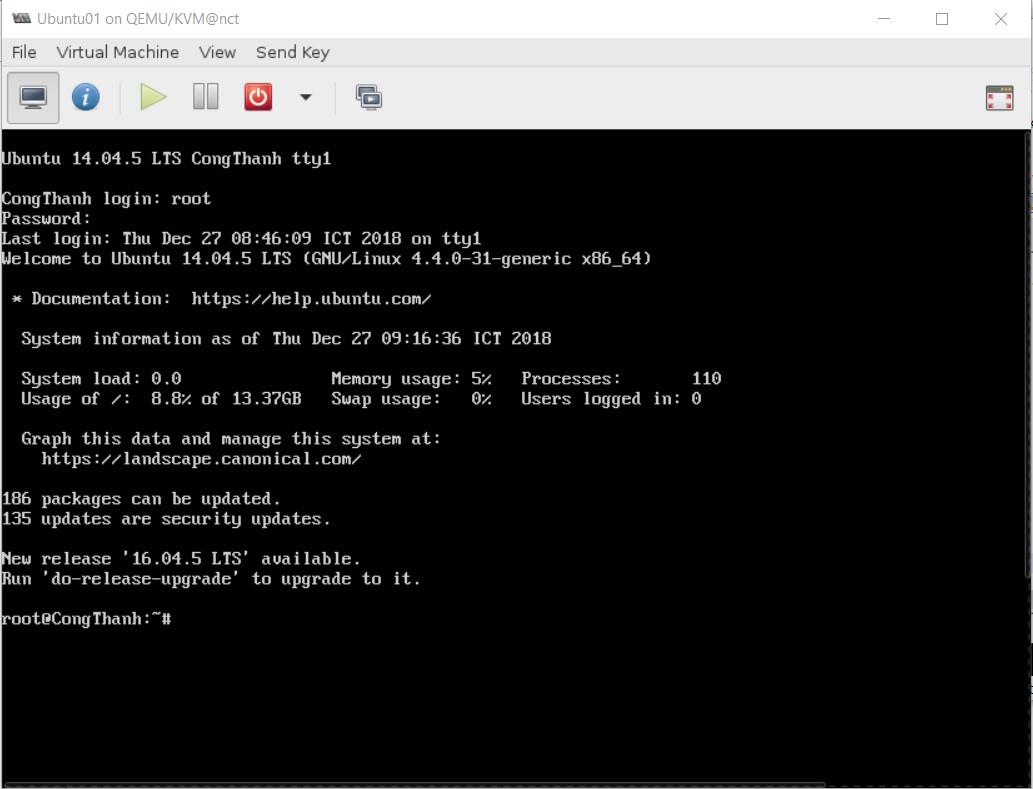 Ubuntu01 on QEMU/KVM@nct
File Virtual Machine View Send Key
Ubuntu 14.04.5 LTS CongThanh tty1
CongThanh login: root
Password:
Last login: Thu Dec 27 08:46:09 ICT 2018 on tty1
Welcome to Ubuntu 14.04.5 LTS (GNU/Linux 4.4.0-31-generic x86_64)
* Documentation:  https://help.ubuntu.com/
System information as of Thu Dec 27 09:16:36 ICT 2018
System load: 0.0               Memory usage: 5%   Processes:       110
Usage of /:  8.8% of 13.37GB   Swap usage:   0%   Users logged in: 0
Graph this data and manage this system at:
https://landscape.canonical.com/
186 packages can be updated.
135 updates are security updates.
New release '16.04.5 LTS' available.
Run 'do-release-upgrade' to upgrade to it.
root@CongThanh:~#